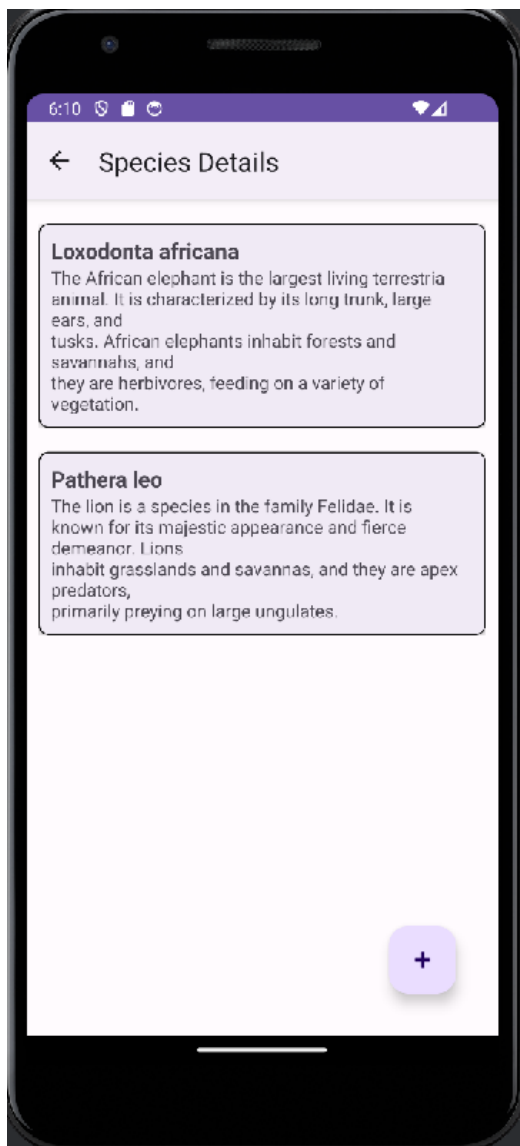 6:10
Species Details
Loxodonta africana
The African elephant is the largest living terrestria
animal. It is characterized by its long trunk, large
ears, and
tusks. African elephants inhabit forests and
savannahs, and
they are herbivores, feeding on a variety of
vegetation.
Pathera leo
The lion is a species in the family Felidae. It is
known for its majestic appearance and fierce
demeanor. Lions
inhabit grasslands and savannas, and they are apex
predators,
primarily preying on large ungulates.
+